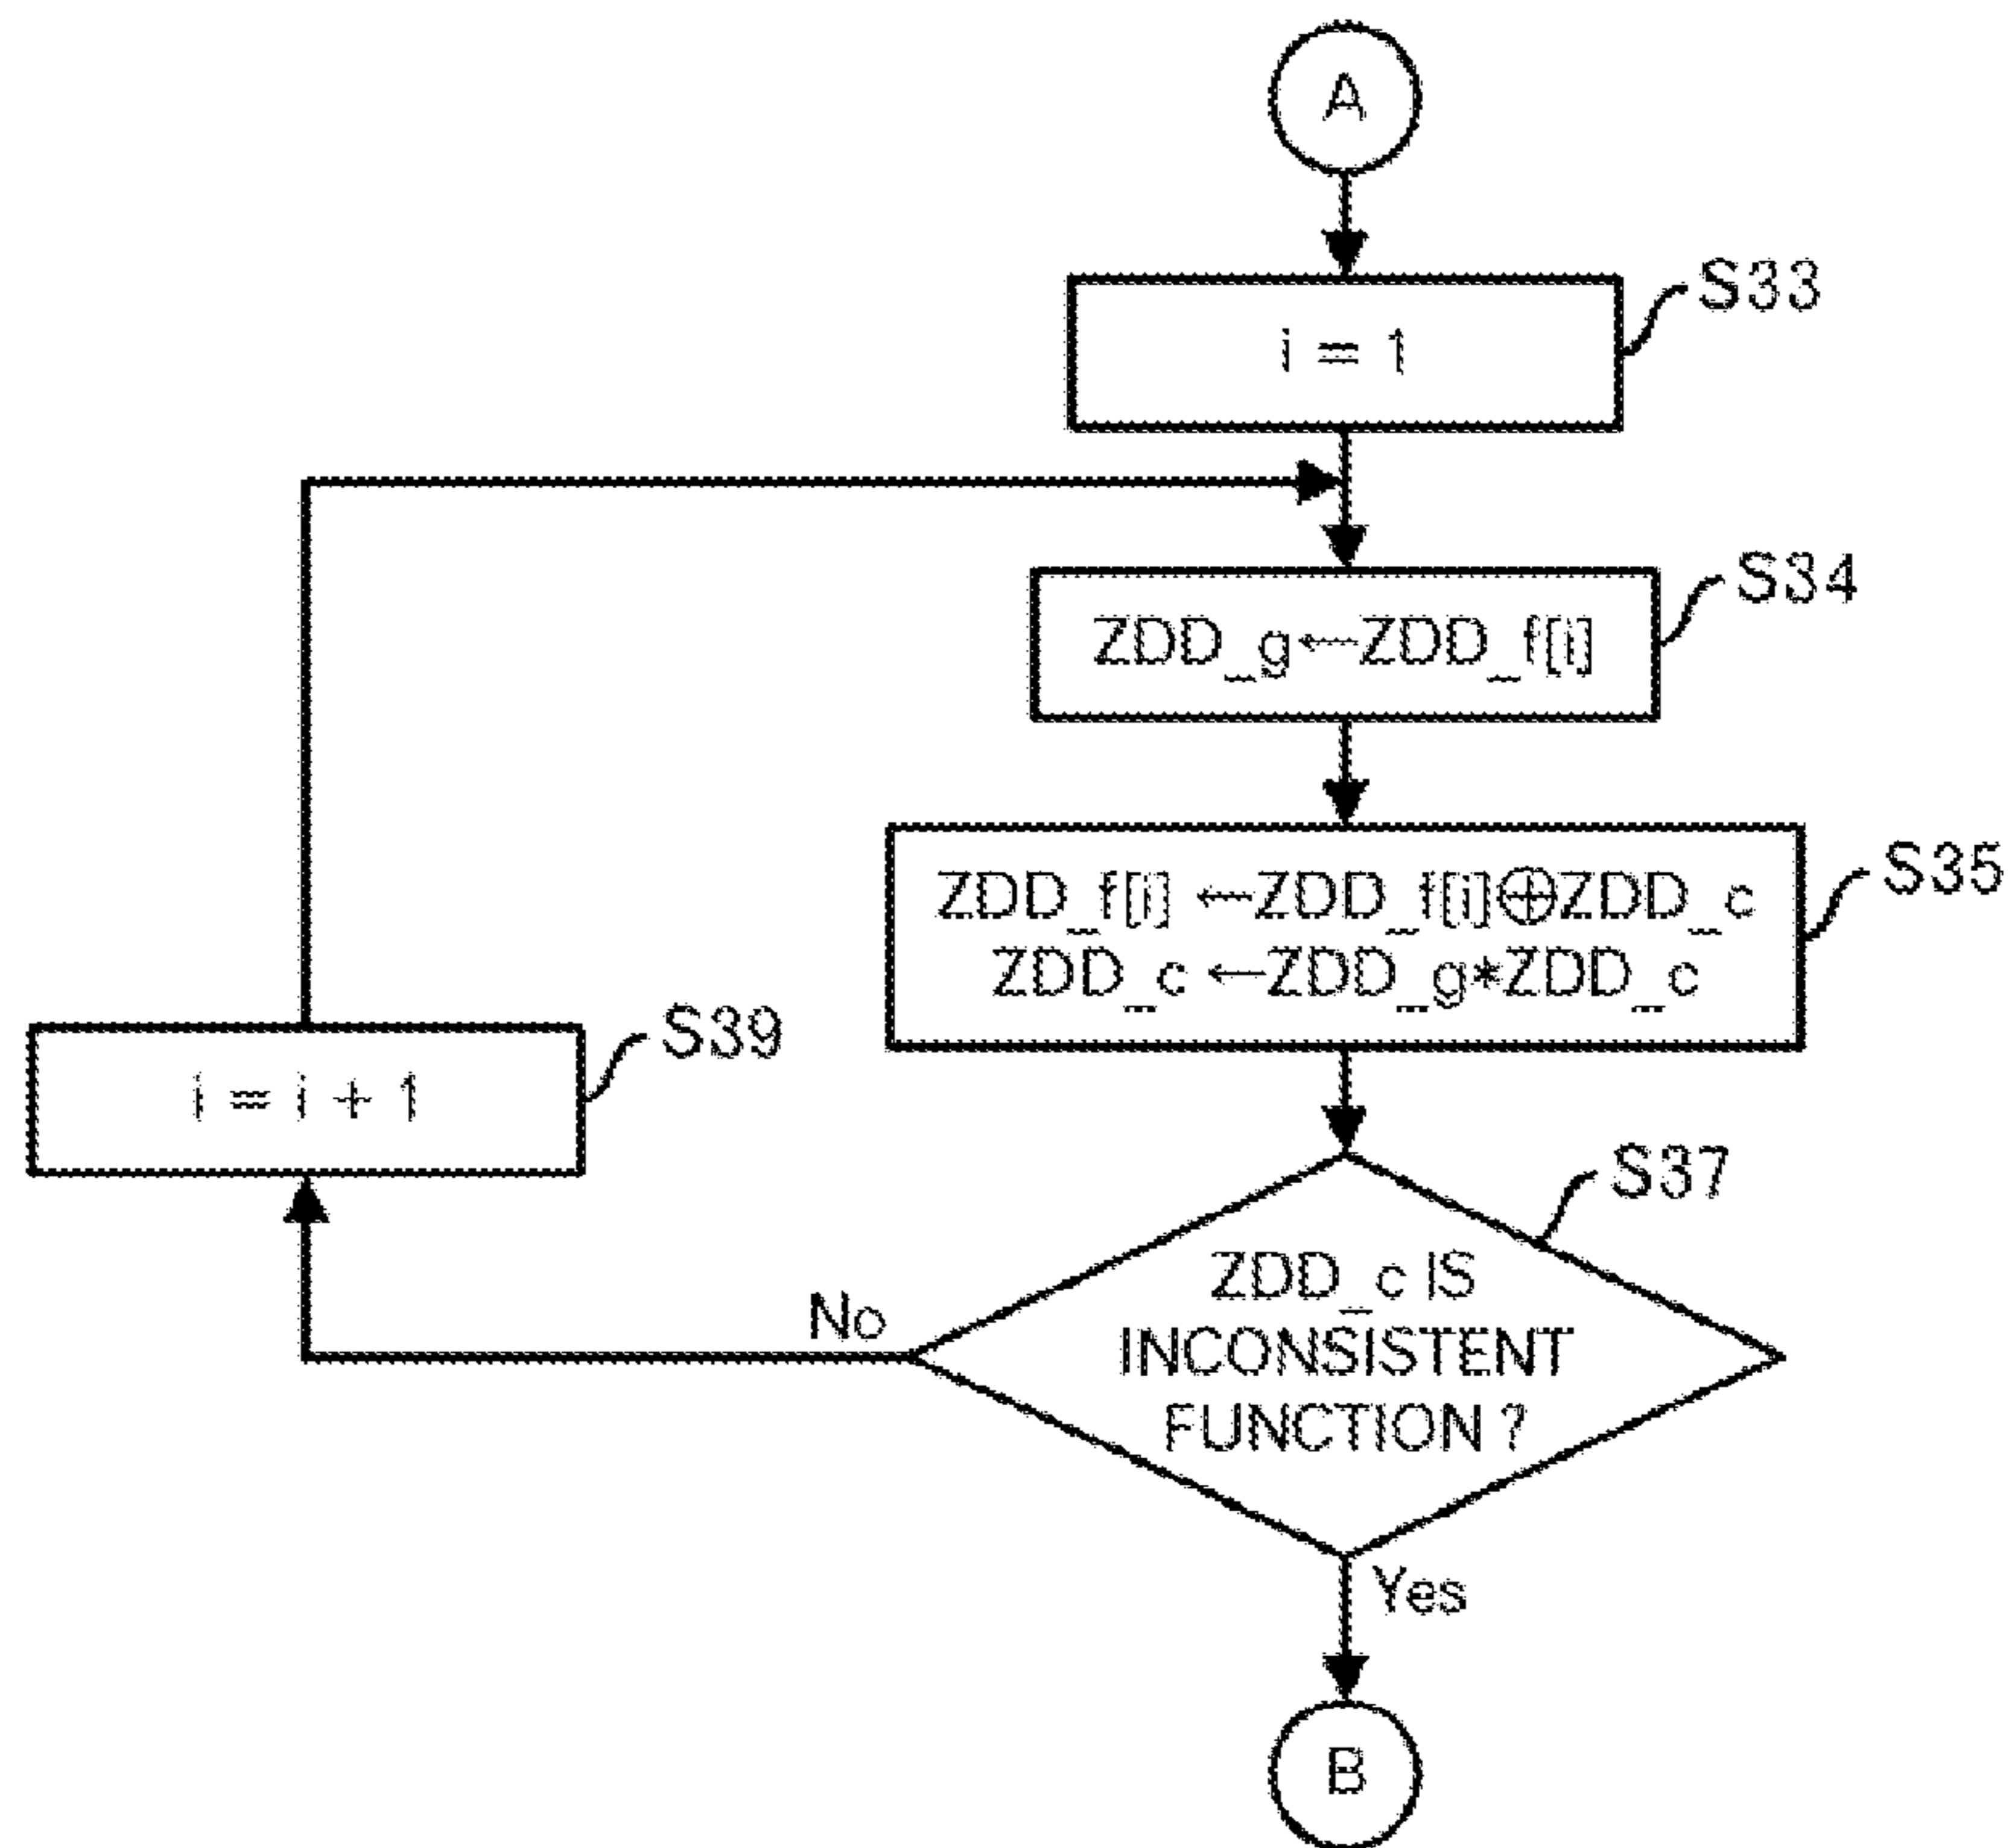 A
S33
i = 1
S34
ZDD_g←ZDD_f[i]
S35
ZDD_f[i] ←ZDD_f[i]⊕ZDD_c
ZDD_c ←ZDD_g*ZDD_c
S39
i = i + 1
S37
ZDD_c IS
INCONSISTENT
FUNCTION ?
No
Yes
B